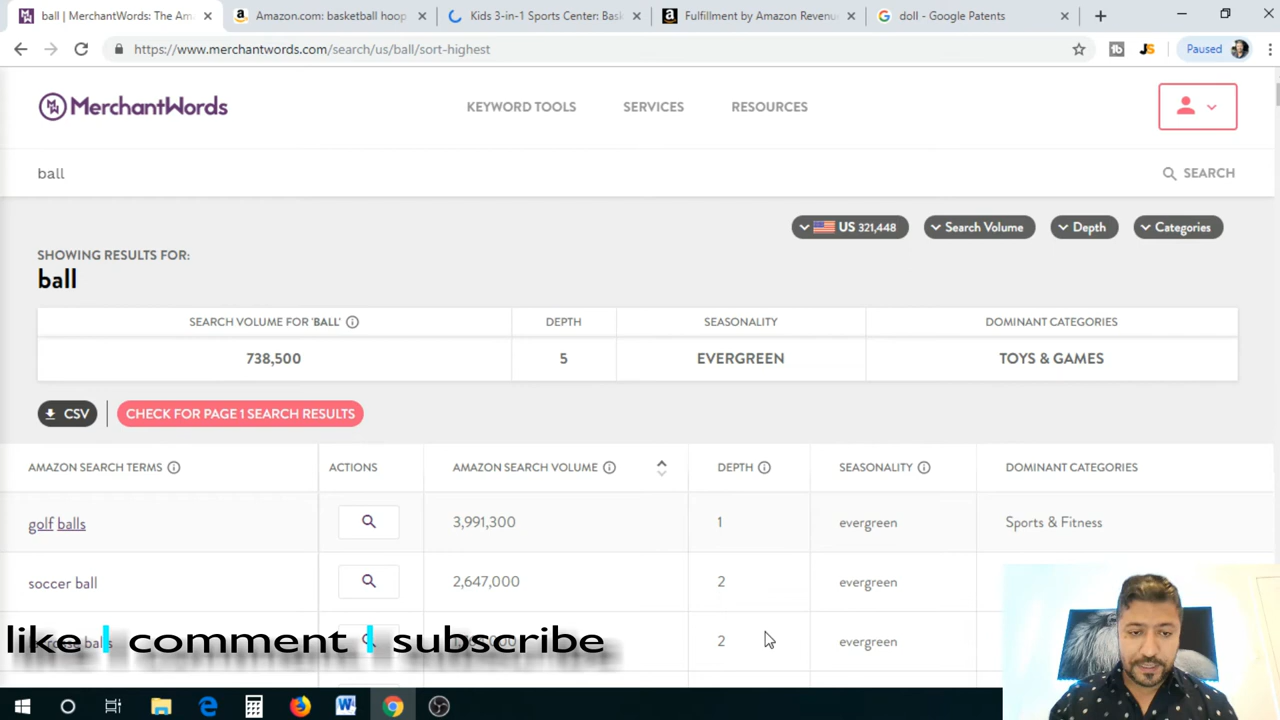 ball | MerchantWords: The Ama
Amazon.com: basketball hoop
Kids 3-in-1 Sports Center: Bask
Fulfillment by Amazon Revenu
doll - Google Patents
https://www.merchantwords.com/search/us/ball/sort-highest
Paused
MerchantWords
KEYWORD TOOLS
SERVICES
RESOURCES
ball
SEARCH
US 321,448
Search Volume
Depth
Categories
SHOWING RESULTS FOR:
ball
SEARCH VOLUME FOR 'BALL'
DEPTH
SEASONALITY
DOMINANT CATEGORIES
738,500
5
EVERGREEN
TOYS & GAMES
CSV
CHECK FOR PAGE 1 SEARCH RESULTS
AMAZON SEARCH TERMS
ACTIONS
AMAZON SEARCH VOLUME
DEPTH
SEASONALITY
DOMINANT CATEGORIES
golf balls
3,991,300
1
evergreen
Sports & Fitness
soccer ball
2,647,000
2
evergreen
like I comment I subscribe
2
evergreen